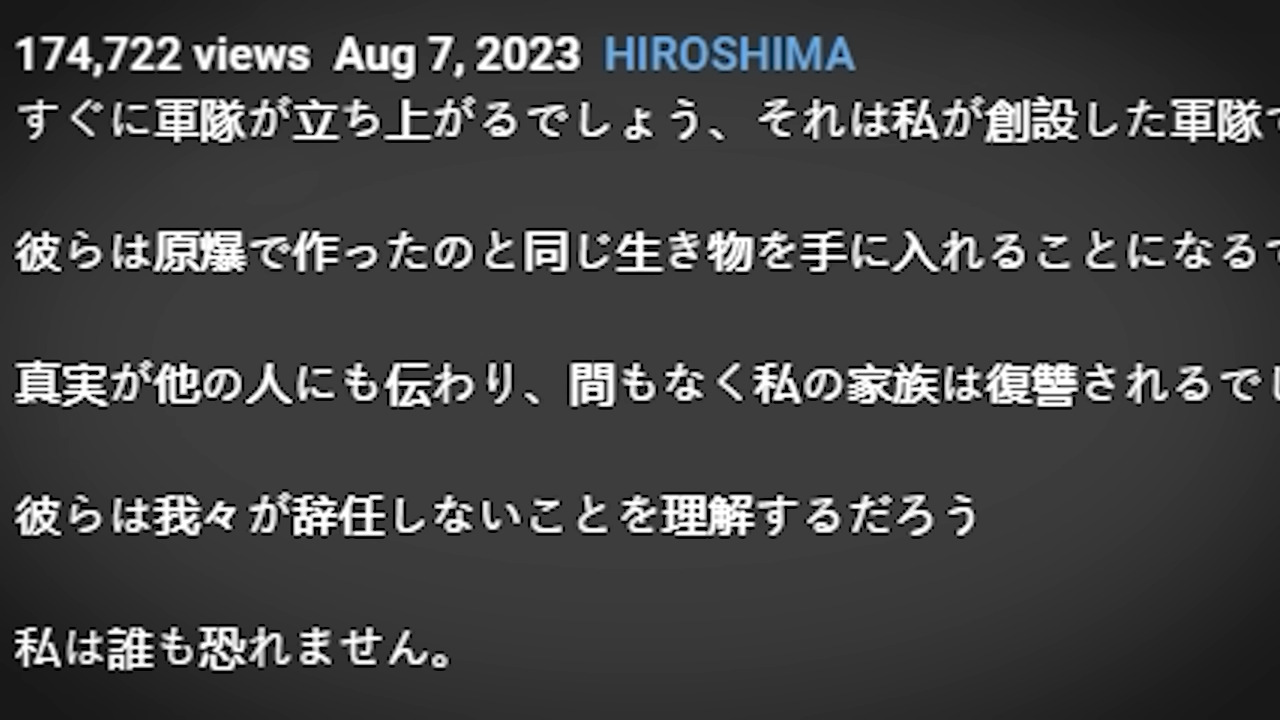 174,722 views Aug 7, 2023 HIROSHIMA
すぐに軍隊が立ち上がるでしょう、それは私が創設した軍隊で
彼らは原爆で作ったのと同じ生き物を手に入れることになるで
真実が他の人にも伝わり、間もなく私の家族は復讐されるでし
彼らは我々が辞任しないことを理解するだろう
私は誰も恐れません。